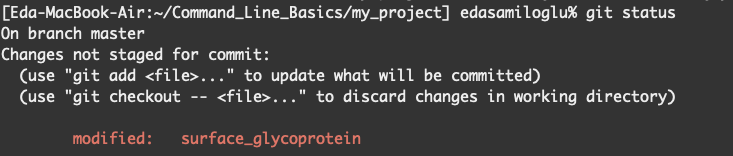 [Eda-MacBook-Air:~/Command_Line_Basics/my_project] edasamiloglu% git status
On branch master
Changes not staged for commit:
  (use "git add <file>..." to update what will be committed)
  (use "git checkout -- <file>..." to discard changes in working directory)
        modified:   surface_glycoprotein